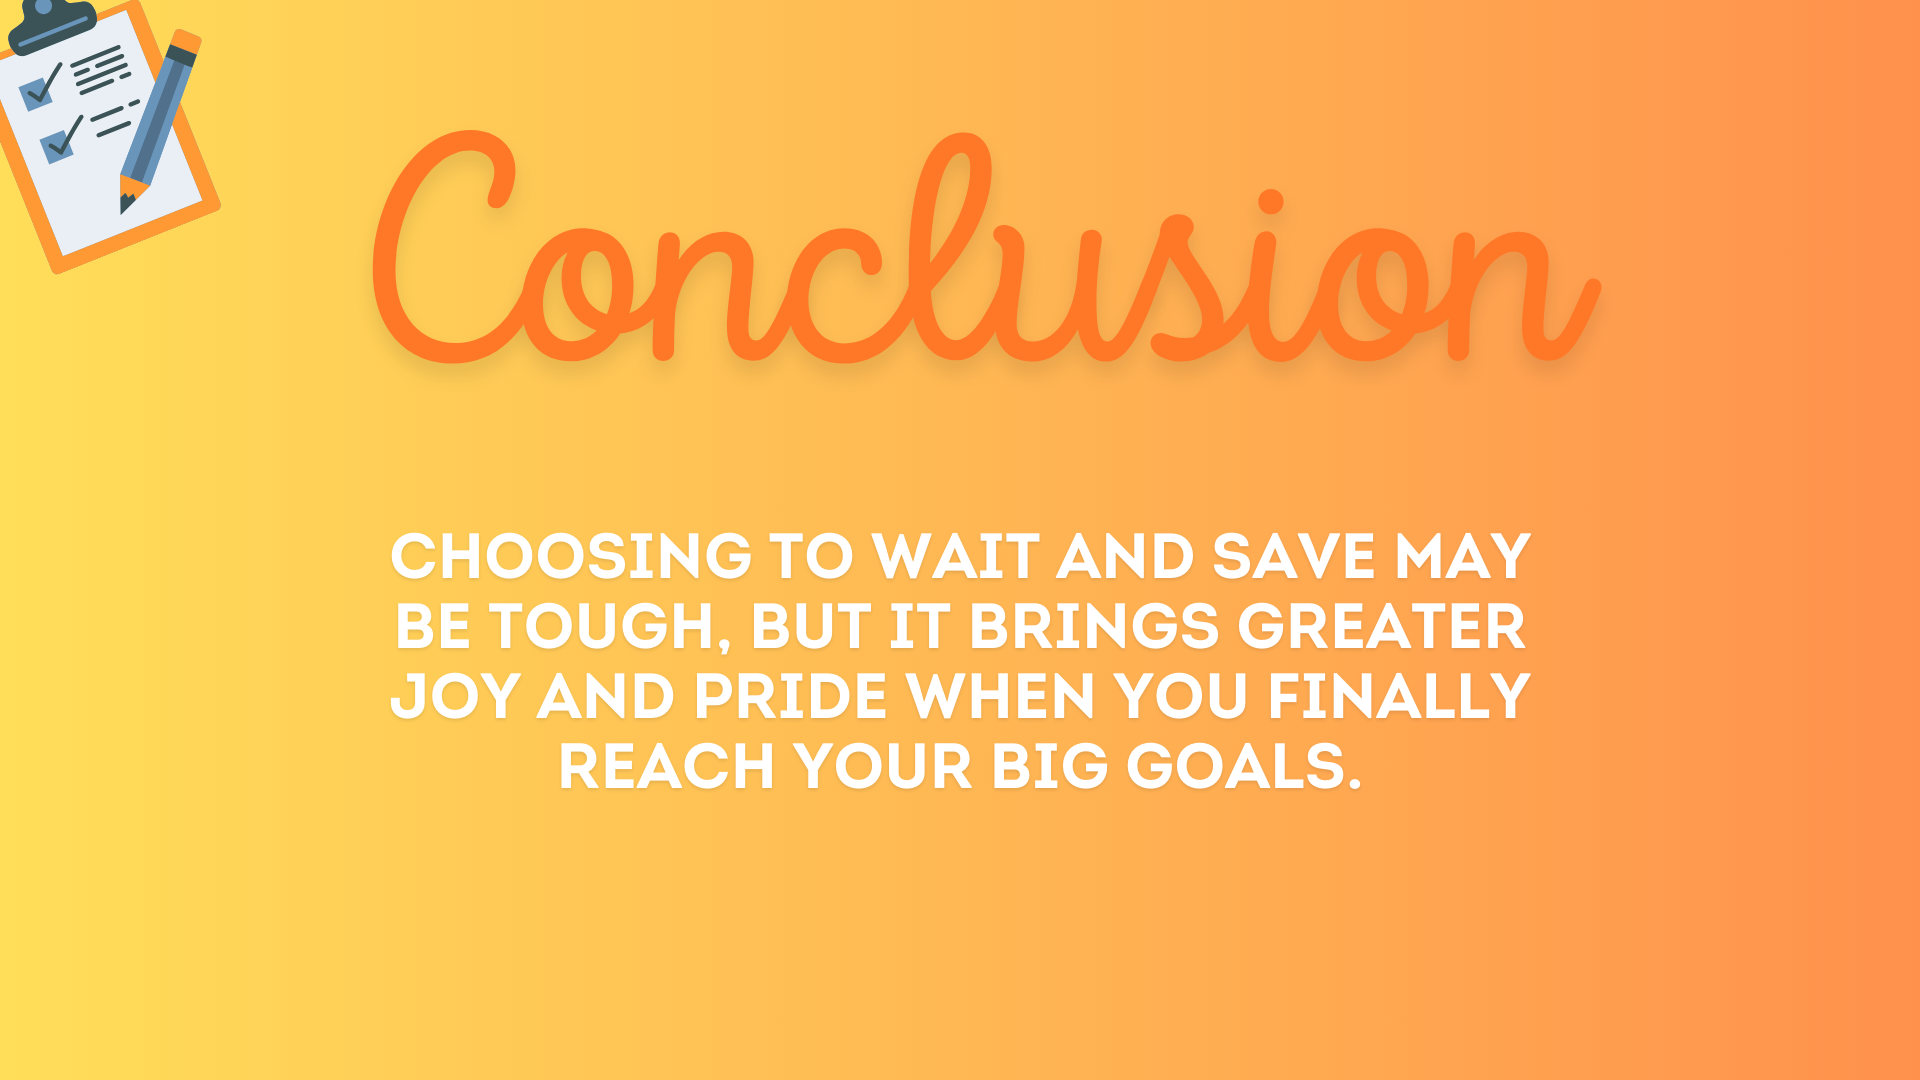 Conclusion
CHOOSING TO WAIT AND SAVE MAY
BE TOUGH, BUT IT BRINGS GREATER
JOY AND PRIDE WHEN YOU FINALLY
REACH YOUR BIG GOALS.